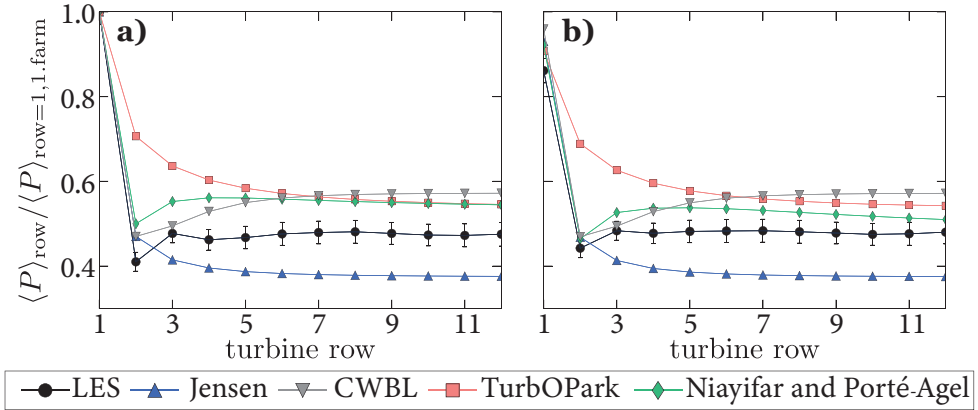 ⟨P⟩row/⟨P⟩row=1,1.farm
1.0
0.8
0.6
0.4
a)
1 3 5 7 9 11
turbine row
b)
1 3 5 7 9 11
turbine row
LES Jensen CWBL TurbOPark Niayifar and Porté-Agel